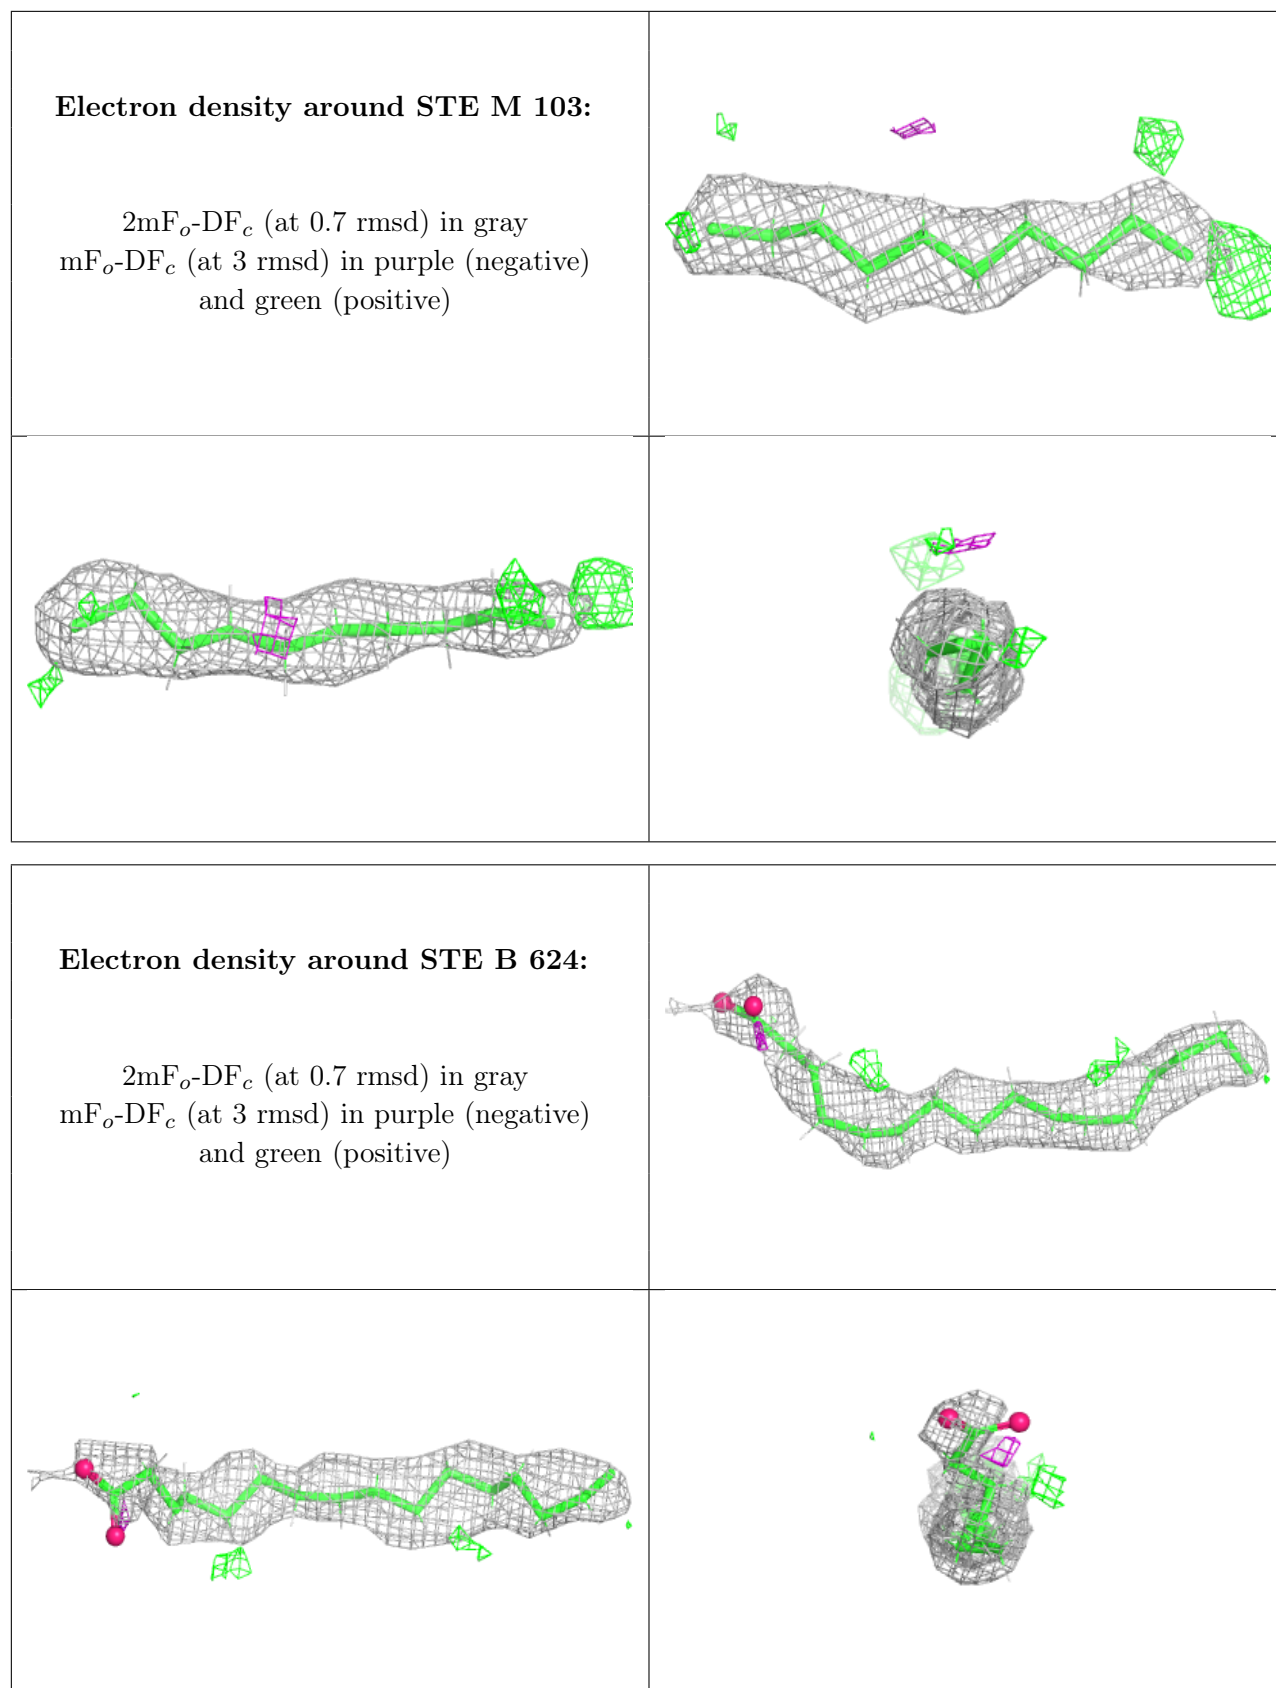 Electron density around STE M 103:
2mFo-DFc (at 0.7 rmsd) in gray
mFo-DFc (at 3 rmsd) in purple (negative)
and green (positive)
Electron density around STE B 624:
2mFo-DFc (at 0.7 rmsd) in gray
mFo-DFc (at 3 rmsd) in purple (negative)
and green (positive)